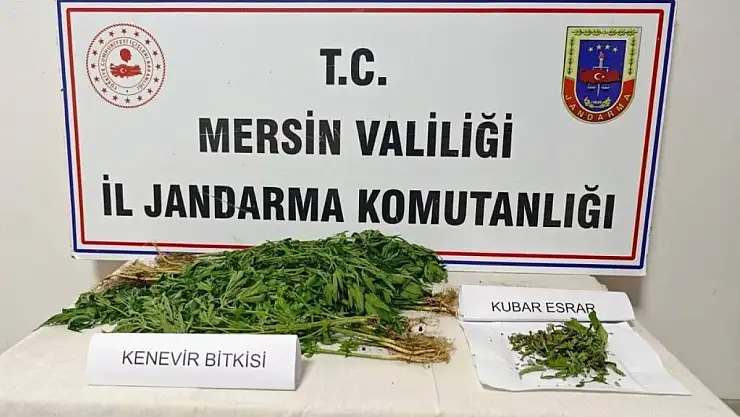 T.C.
MERSİN VALİLİĞİ
İL JANDARMA KOMUTANLIĞI
JANDARMA
KUBAR ESRAR
KENEVİR BİTKİSİ